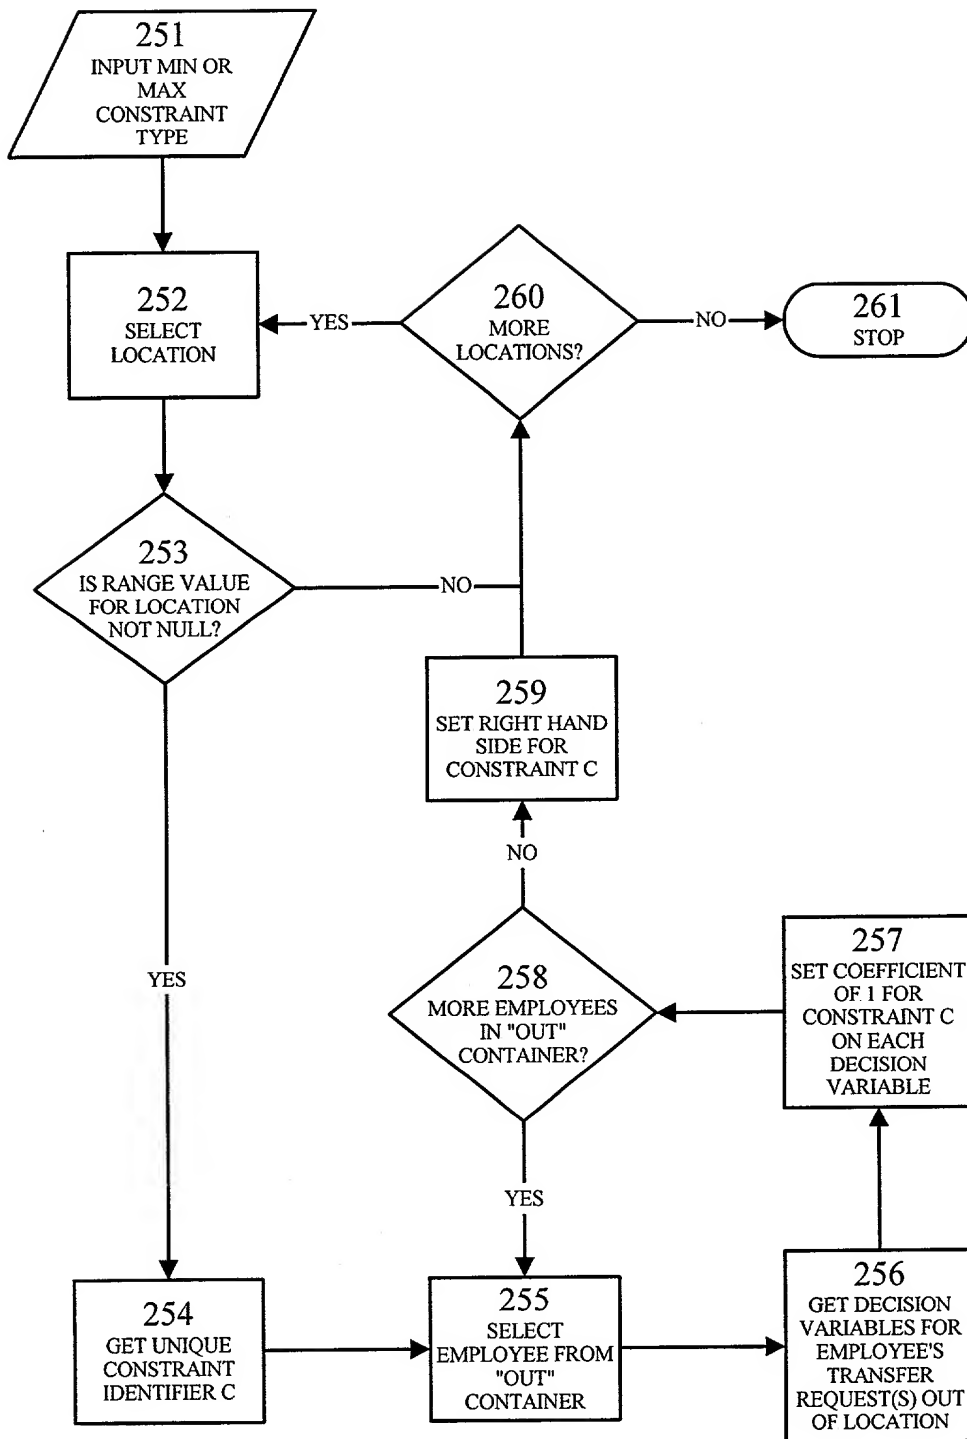 251
INPUT MIN OR
MAX
CONSTRAINT
TYPE
252
SELECT
LOCATION
YES
260
MORE
LOCATIONS?
NO
261
STOP
253
IS RANGE VALUE
FOR LOCATION
NOT NULL?
NO
259
SET RIGHT HAND
SIDE FOR
CONSTRAINT C
NO
YES
258
MORE EMPLOYEES
IN "OUT"
CONTAINER?
257
SET COEFFICIENT
OF 1 FOR
CONSTRAINT C
ON EACH
DECISION
VARIABLE
YES
254
GET UNIQUE
CONSTRAINT
IDENTIFIER C
255
SELECT
EMPLOYEE FROM
"OUT"
CONTAINER
256
GET DECISION
VARIABLES FOR
EMPLOYEE'S
TRANSFER
REQUEST(S) OUT
OF LOCATION